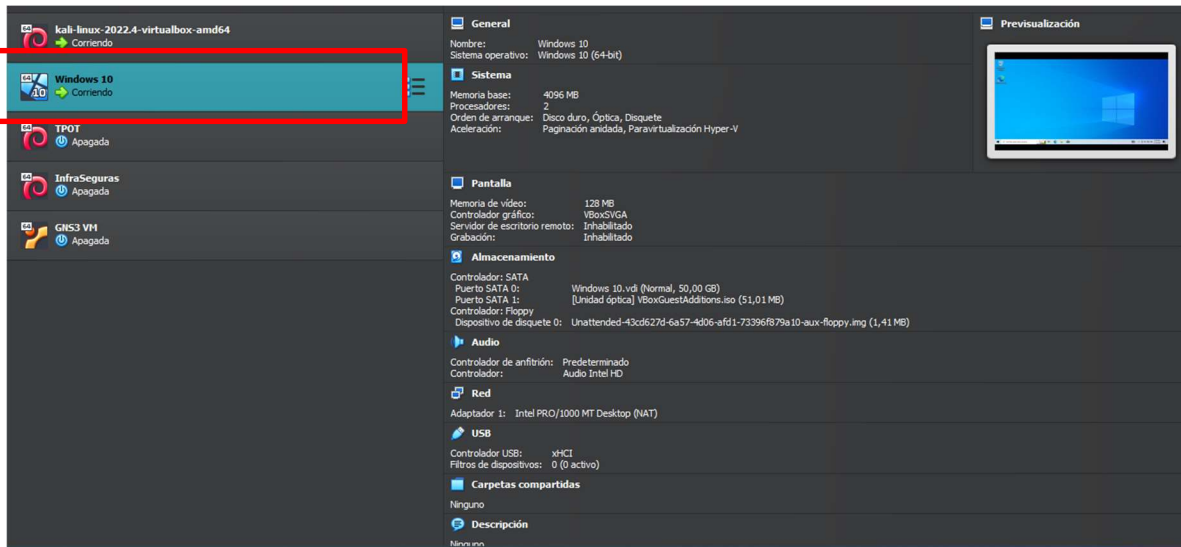 kali-linux-2022.4-virtualbox-amd64
Corriendo
Windows 10
Corriendo
TPOT
Apagada
InfraSeguras
Apagada
GNS3 VM
Apagada
General
Nombre: Windows 10
Sistema operativo: Windows 10 (64-bit)
Sistema
Memoria base: 4096 MB
Procesadores: 2
Orden de arranque: Disco duro, Óptica, Disquete
Aceleración: Paginación anidada, Paravirtualización Hyper-V
Previsualización
Pantalla
Memoria de vídeo: 128 MB
Controlador gráfico: VBoxSVGA
Servidor de escritorio remoto: Inhabilitado
Grabación: Inhabilitado
Almacenamiento
Controlador: SATA
Puerto SATA 0: Windows 10.vdi (Normal, 50,00 GB)
Puerto SATA 1: [Unidad óptica] VBoxGuestAdditions.iso (51,01 MB)
Controlador: Floppy
Dispositivo de disquete 0: Unattended-43cd627d-6a57-4d06-afd1-73396f879a10-aux-floppy.img (1,41 MB)
Audio
Controlador de anfitrión: Predeterminado
Controlador: Audio Intel HD
Red
Adaptador 1: Intel PRO/1000 MT Desktop (NAT)
USB
Controlador USB: xHCI
Filtros de dispositivos: 0 (0 activo)
Carpetas compartidas
Ninguno
Descripción
Ninguno